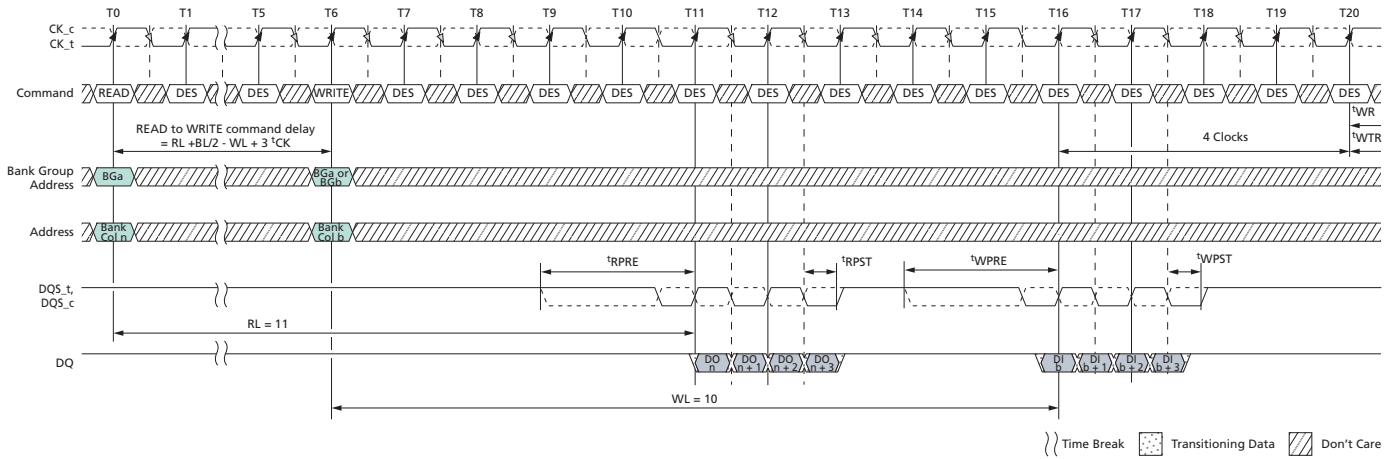 T0 T1 T5 T6 T7 T8 T9 T10 T11 T12 T13 T14 T15 T16 T17 T18 T19 T20
CK_c
CK_t
Command READ DES DES WRITE DES DES DES DES DES DES DES DES DES DES DES DES DES DES
tWR
READ to WRITE command delay
= RL +BL/2 - WL + 3 tCK
4 Clocks
tWTR
Bank Group
Address
BGa
BGa or
BGb
Address
Bank
Col n
Bank
Col b
tRPRE tRPST tWPRE tWPST
DQS_t,
DQS_c
RL = 11
DQ
DO
n
DO
n + 1
DO
n + 2
DO
n + 3
DI
b
DI
b + 1
DI
b + 2
DI
b + 3
WL = 10
Time Break Transitioning Data Don't Care